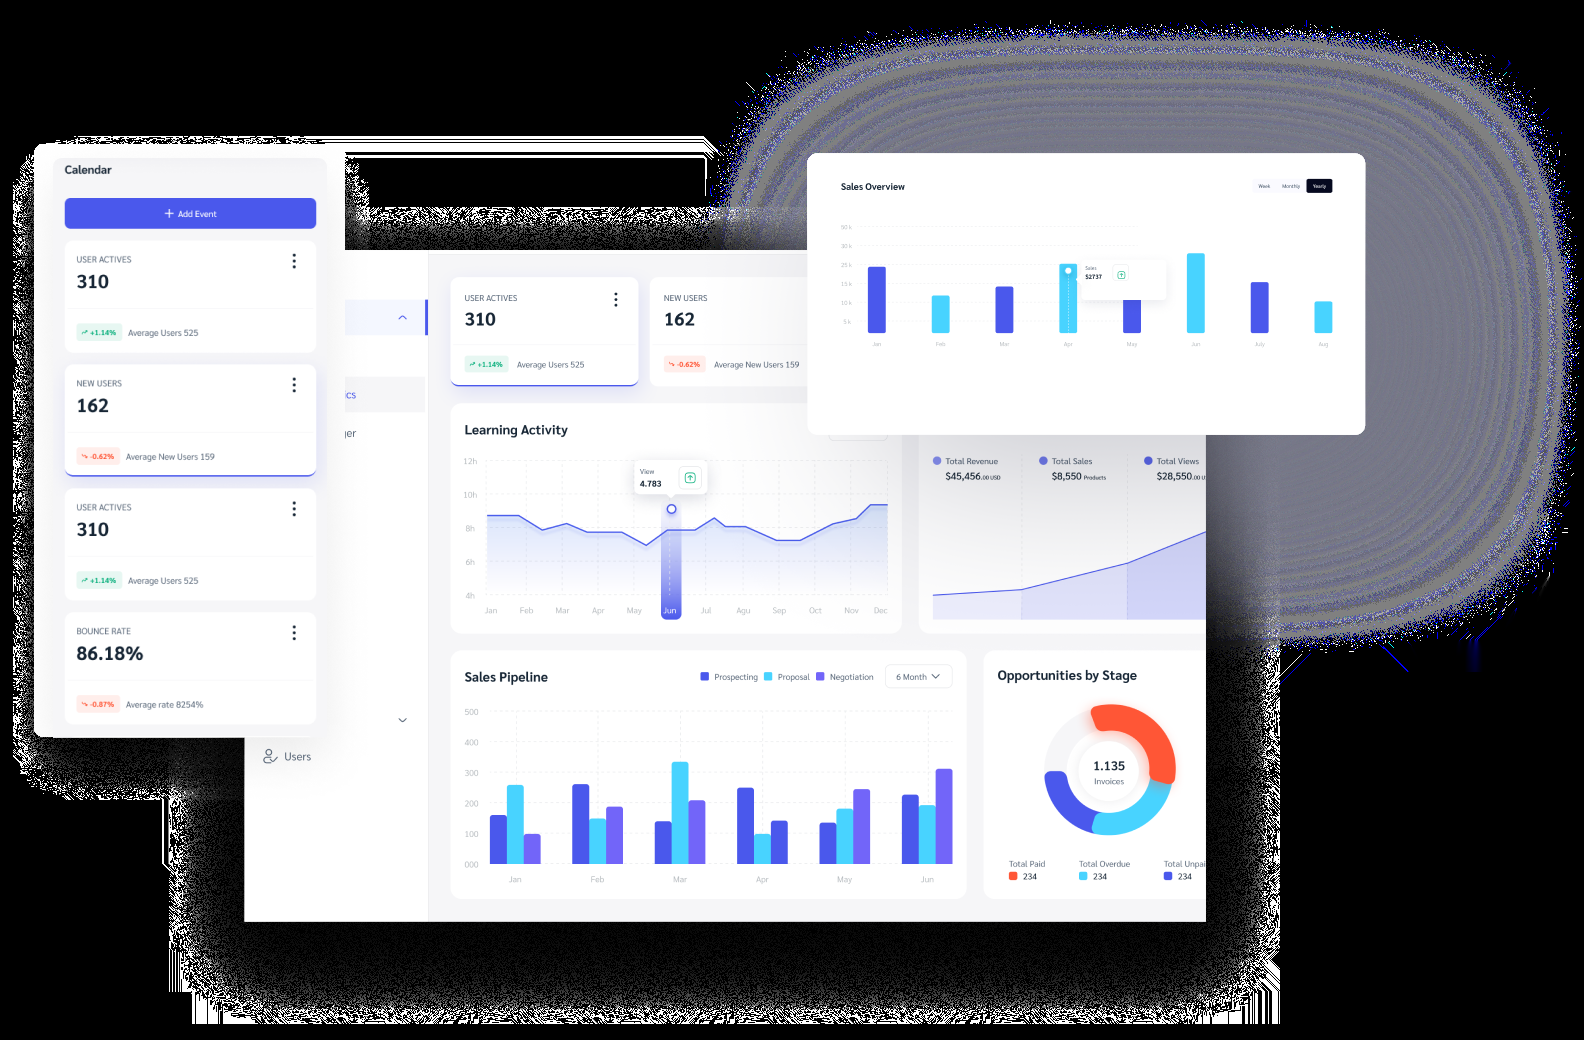 Calendar
Add Event
USER ACTIVES
310
+1.14% Average Users 525
NEW USERS
162
-0.62% Average New Users 159
USER ACTIVES
310
+1.14% Average Users 525
BOUNCE RATE
86.18%
-0.87% Average rate 8254%
ics
ger
Users
USER ACTIVES
310
+1.14% Average Users 525
NEW USERS
162
-0.62% Average New Users 159
Sales Overview
Week Monthly Yearly
50 k
30 k
25 k
15 k
10 k
5 k
Sales
$2737
Jan Feb Mar Apr May Jun July Aug
Learning Activity
12h
10h
8h
6h
4h
View
4.783
Jan Feb Mar Apr May Jun Jul Agu Sep Oct Nov Dec
Total Revenue
$45,456.00 USD
Total Sales
$8,550 Products
Total Views
$28,550.00 U
Sales Pipeline
Prospecting Proposal Negotiation
6 Month
500
400
300
200
100
000
Jan Feb Mar Apr May Jun
Opportunities by Stage
1.135
Invoices
Total Paid
234
Total Overdue
234
Total Unpai
234